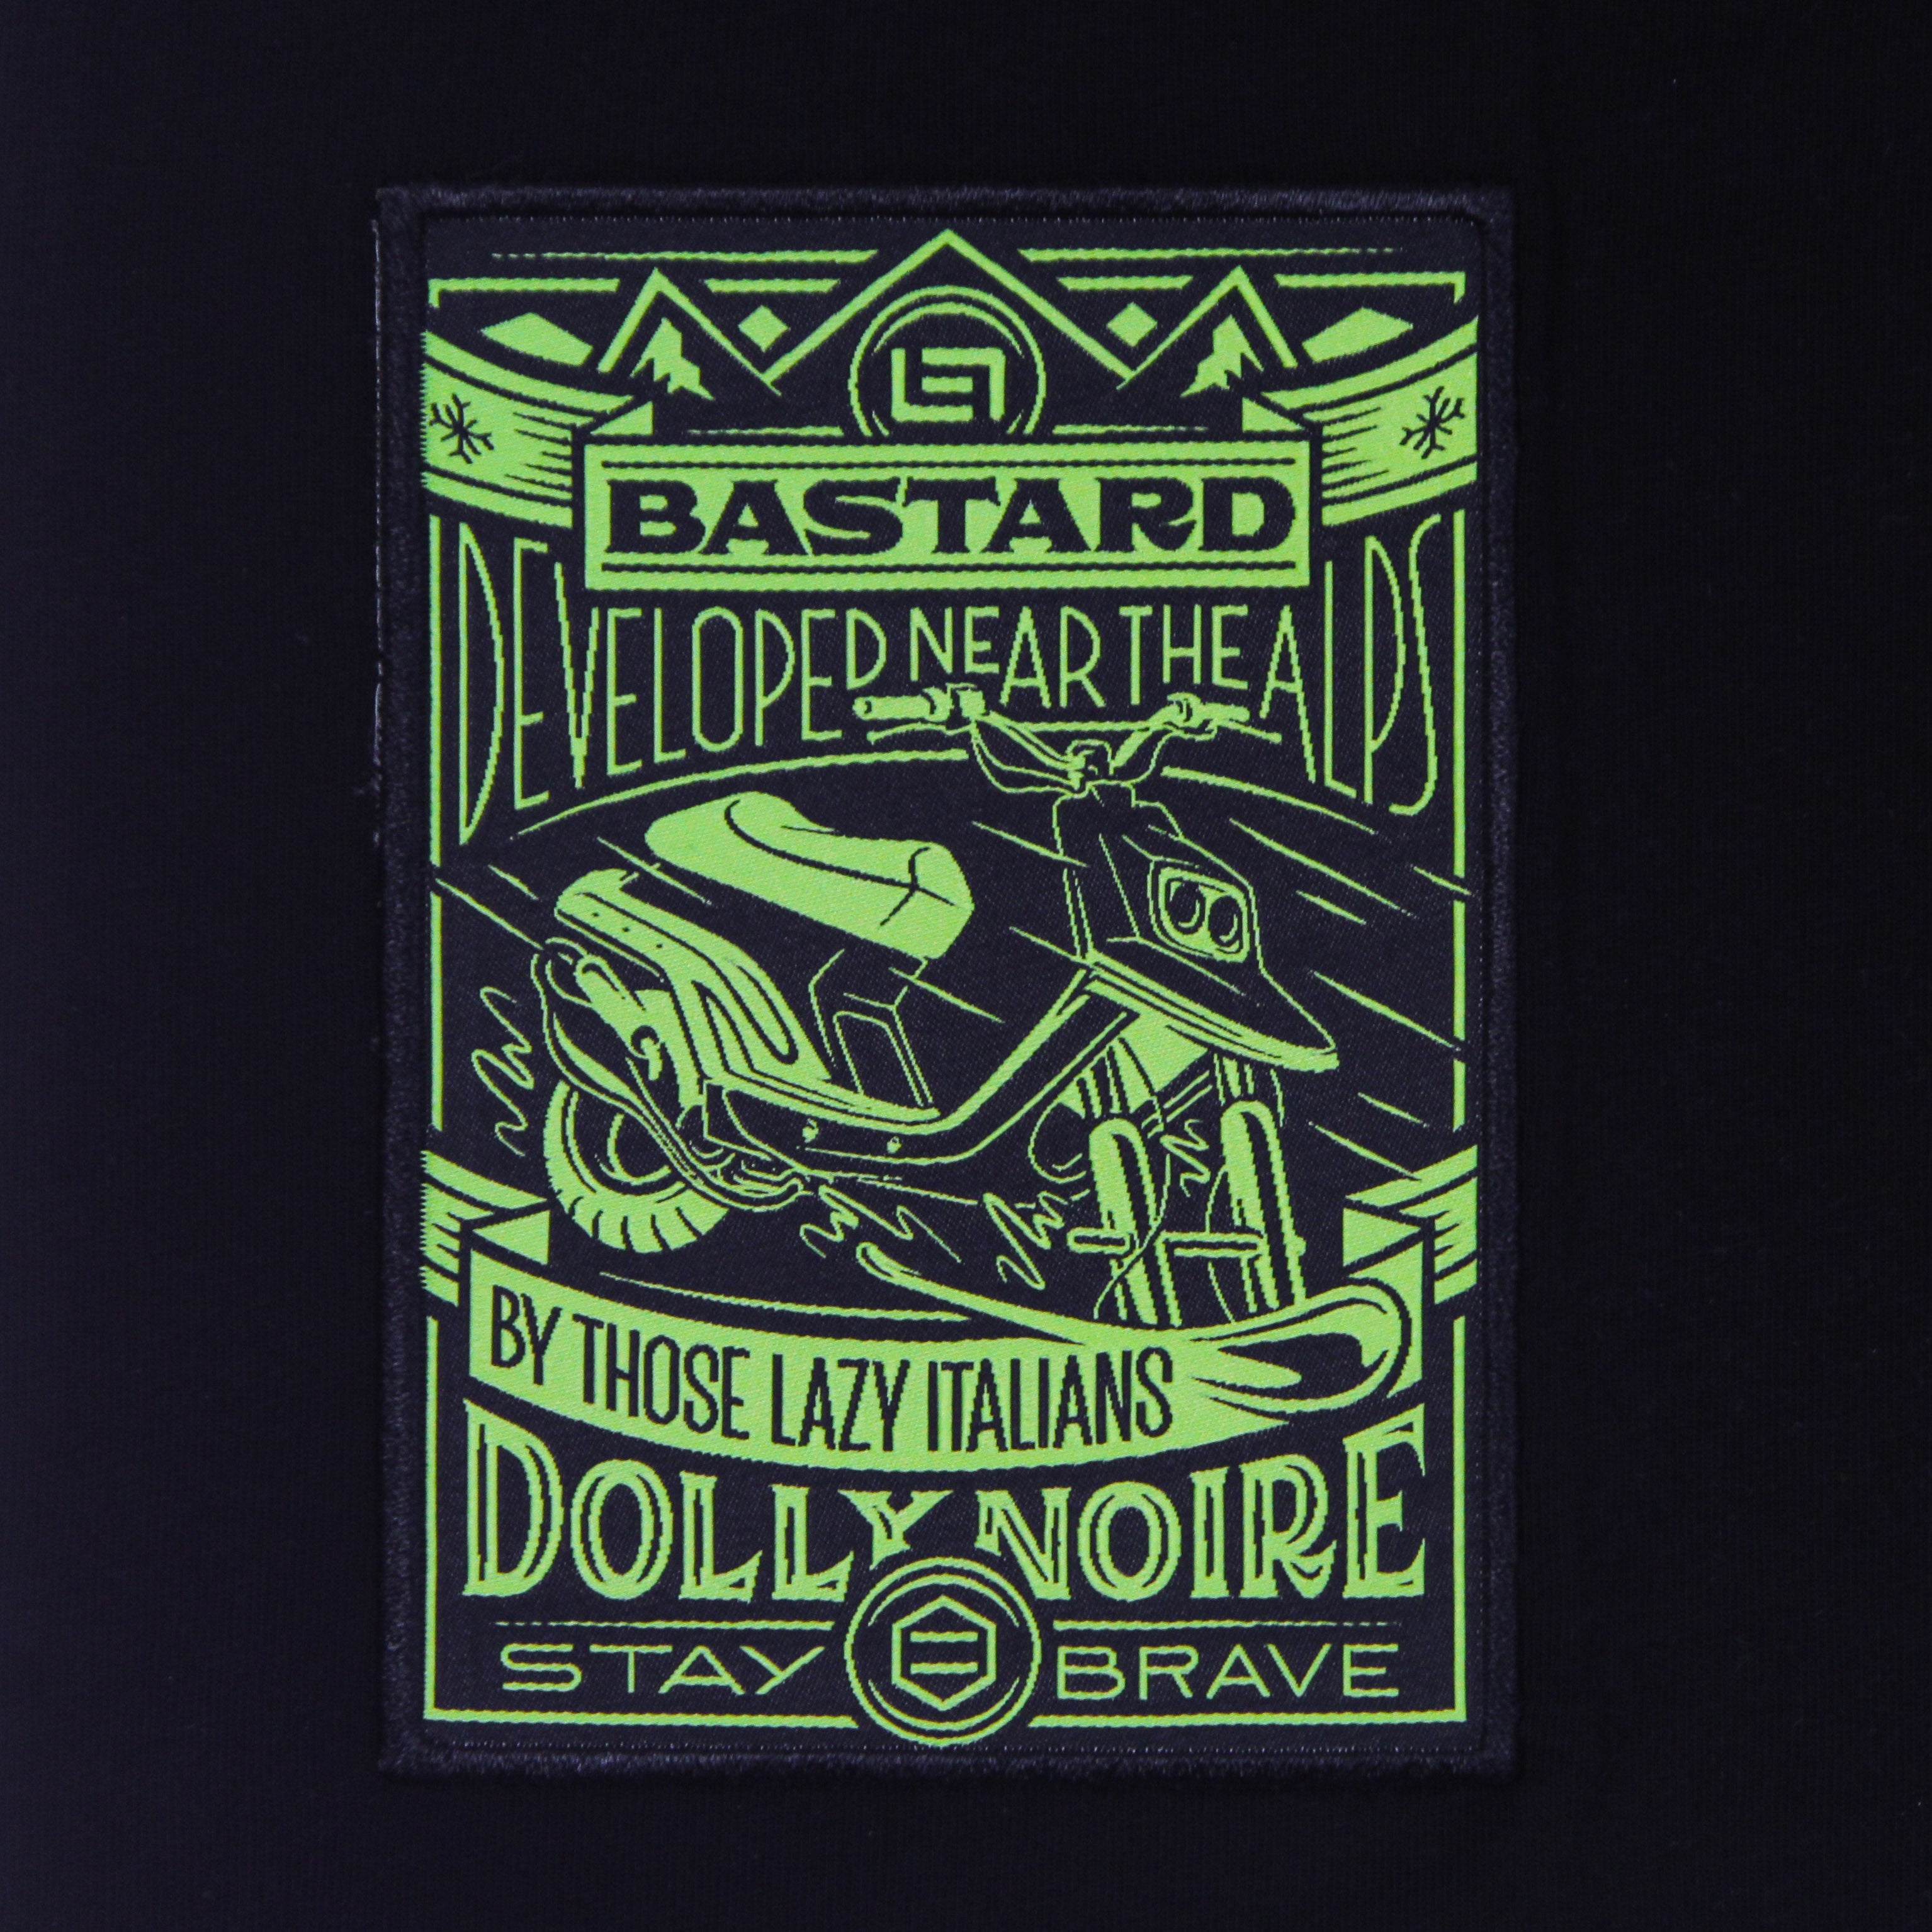 BASTARD
DEVELOPED NEAR THE ALPS
BY THOSE LAZY ITALIANS
DOLLY NOIRE
STAY BRAVE